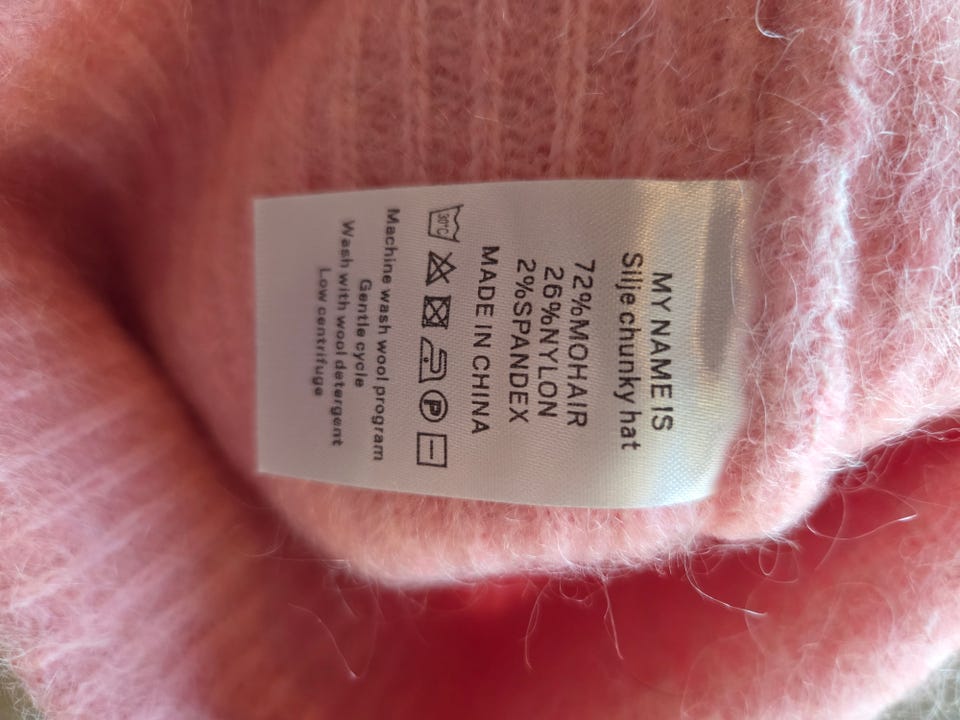 MY NAME IS
Silje chunky hat
72%MOHAIR
26%NYLON
2%SPANDEX
MADE IN CHINA
30°C P
Machine wash wool program
Gentle cycle
Wash with wool detergent
Low centrifuge